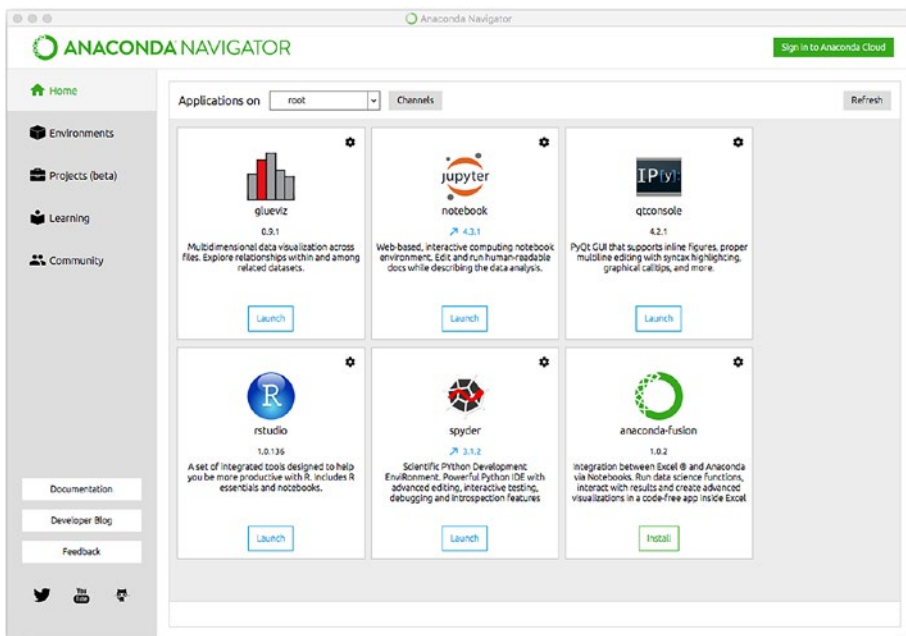 Anaconda Navigator
ANACONDA NAVIGATOR
Sign in to Anaconda Cloud
Home
Environments
Projects (beta)
Learning
Community
Documentation
Developer Blog
Feedback
You
Tube
Applications on
root
Channels
Refresh
glueviz
0.9.1
Multidimensional data visualization across
files. Explore relationships within and among
related datasets.
Launch
jupyter
notebook
4.3.1
Web-based, interactive computing notebook
environment. Edit and run human-readable
docs while describing the data analysis.
Launch
IP[y]:
qtconsole
4.2.1
PyQt GUI that supports inline figures, proper
multiline editing with syntax highlighting,
graphical calltips, and more.
Launch
R
rstudio
1.0.136
A set of integrated tools designed to help
you be more productive with R. Includes R
essentials and notebooks.
Launch
spyder
3.1.2
Scientific PYthon Development
EnviRonment. Powerful Python IDE with
advanced editing, interactive testing,
debugging and introspection features
Launch
anaconda-fusion
1.0.2
Integration between Excel ® and Anaconda
via Notebooks. Run data science functions,
interact with results and create advanced
visualizations in a code-free app inside Excel
Install